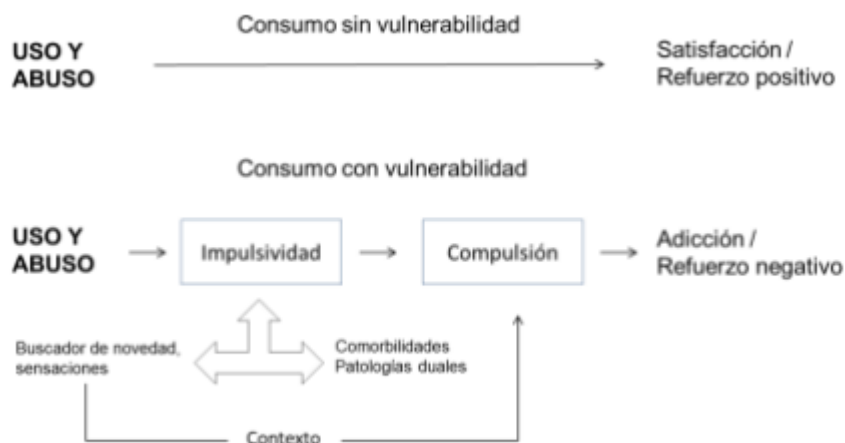 Consumo sin vulnerabilidad
USO Y
ABUSO
Satisfacción /
Refuerzo positivo
Consumo con vulnerabilidad
USO Y
ABUSO
Impulsividad
Compulsión
Adicción /
Refuerzo negativo
Buscador de novedad,
sensaciones
Comorbilidades
Patologías duales
Contexto